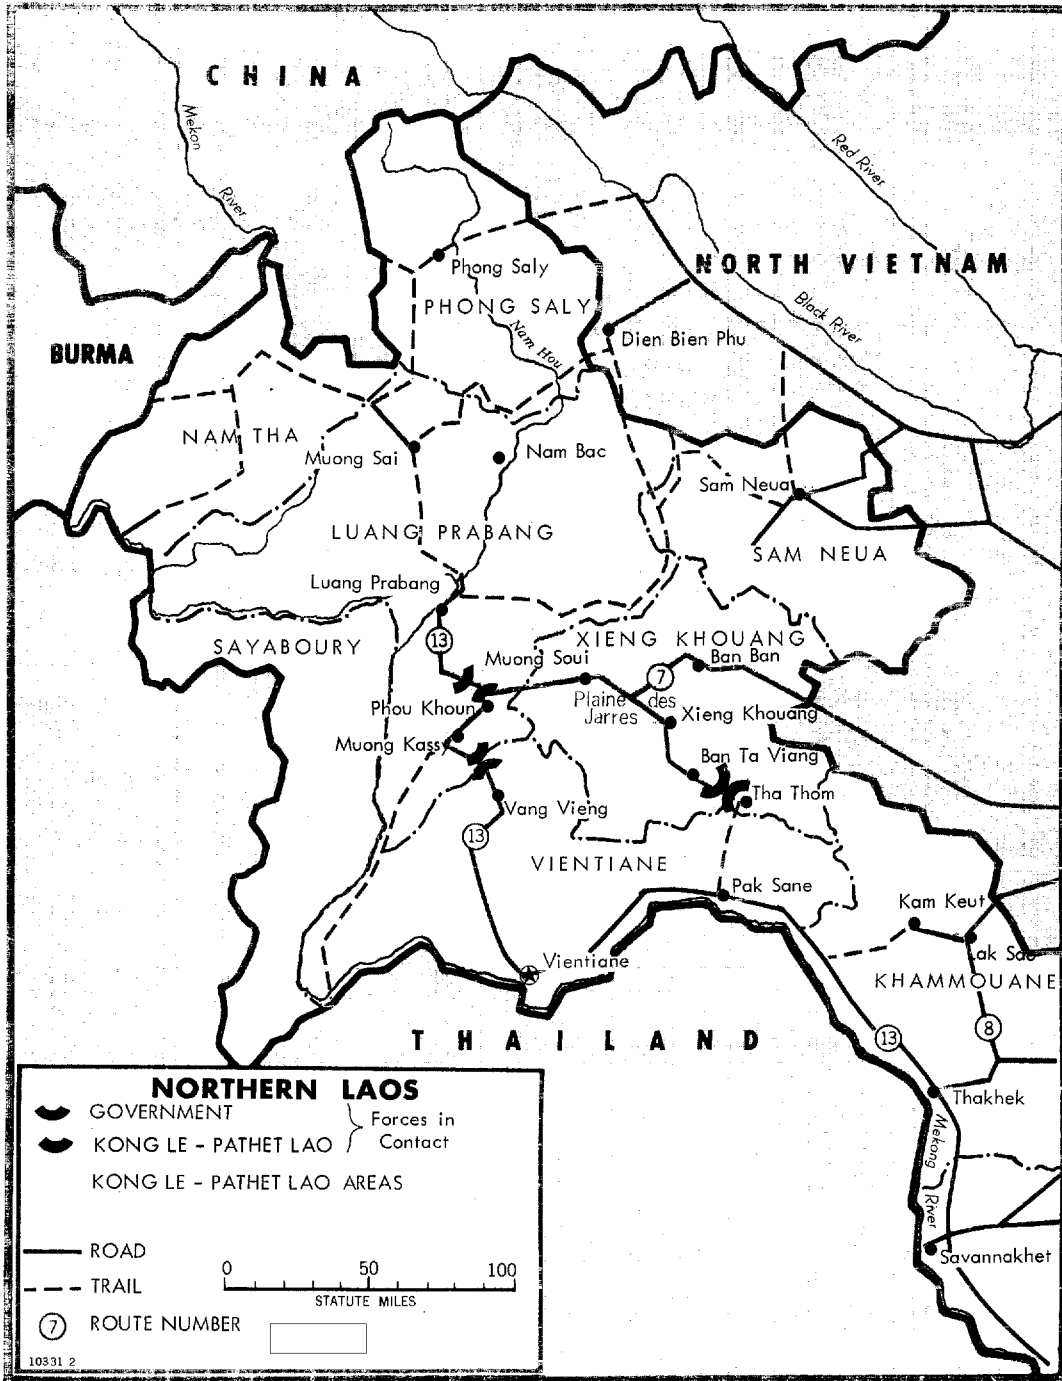 CHINA
Mekon
River
Red River
Phong Saly
NORTH VIETNAM
PHONG SALY
Black River
Nam Hou
Dien Bien Phu
BURMA
NAM THA
Muong Sai
Nam Bac
Sam Neua
LUANG PRABANG
SAM NEUA
Luang Prabang
13
SAYABOURY
XIENG KHOUANG
Muong Soui
Ban Ban
7
Plaine des
Jarres
Phou Khoun
Xieng Khouang
Muong Kassy
Ban Ta Viang
Tha Thom
Vang Vieng
13
VIENTIANE
Pak Sane
Kam Keut
Lak Sao
Vientiane
KHAMMOUANE
THAILAND
13
8
Thakhek
Mekong
River
Savannakhet
NORTHERN LAOS
GOVERNMENT
KONG LE - PATHET LAO
Forces in
Contact
KONG LE - PATHET LAO AREAS
ROAD
TRAIL
0 50 100
STATUTE MILES
7 ROUTE NUMBER
10331 2